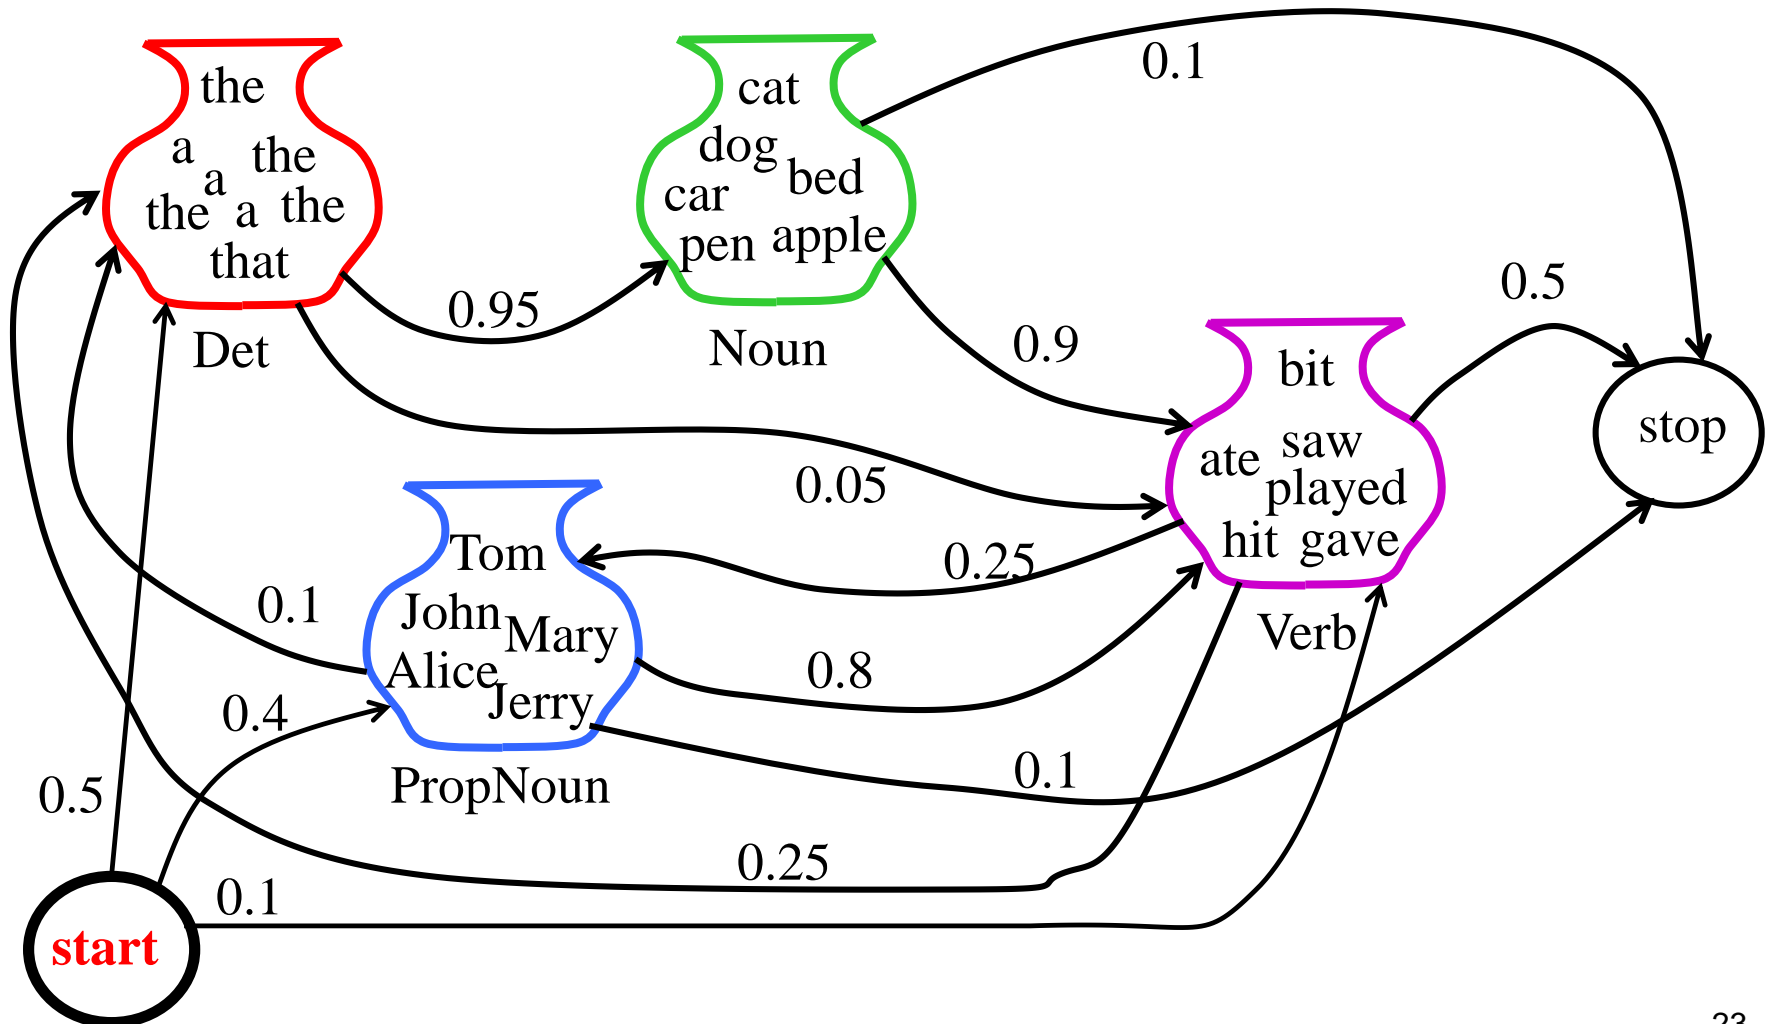 the
a
the
a
the
a
the
that
Det
cat
dog
bed
car
pen
apple
Noun
0.95
0.1
0.9
0.5
bit
saw
ate
played
hit
gave
Verb
stop
0.05
0.25
Tom
John
Mary
Alice
Jerry
PropNoun
0.1
0.8
0.4
0.1
0.5
0.25
0.1
start
23